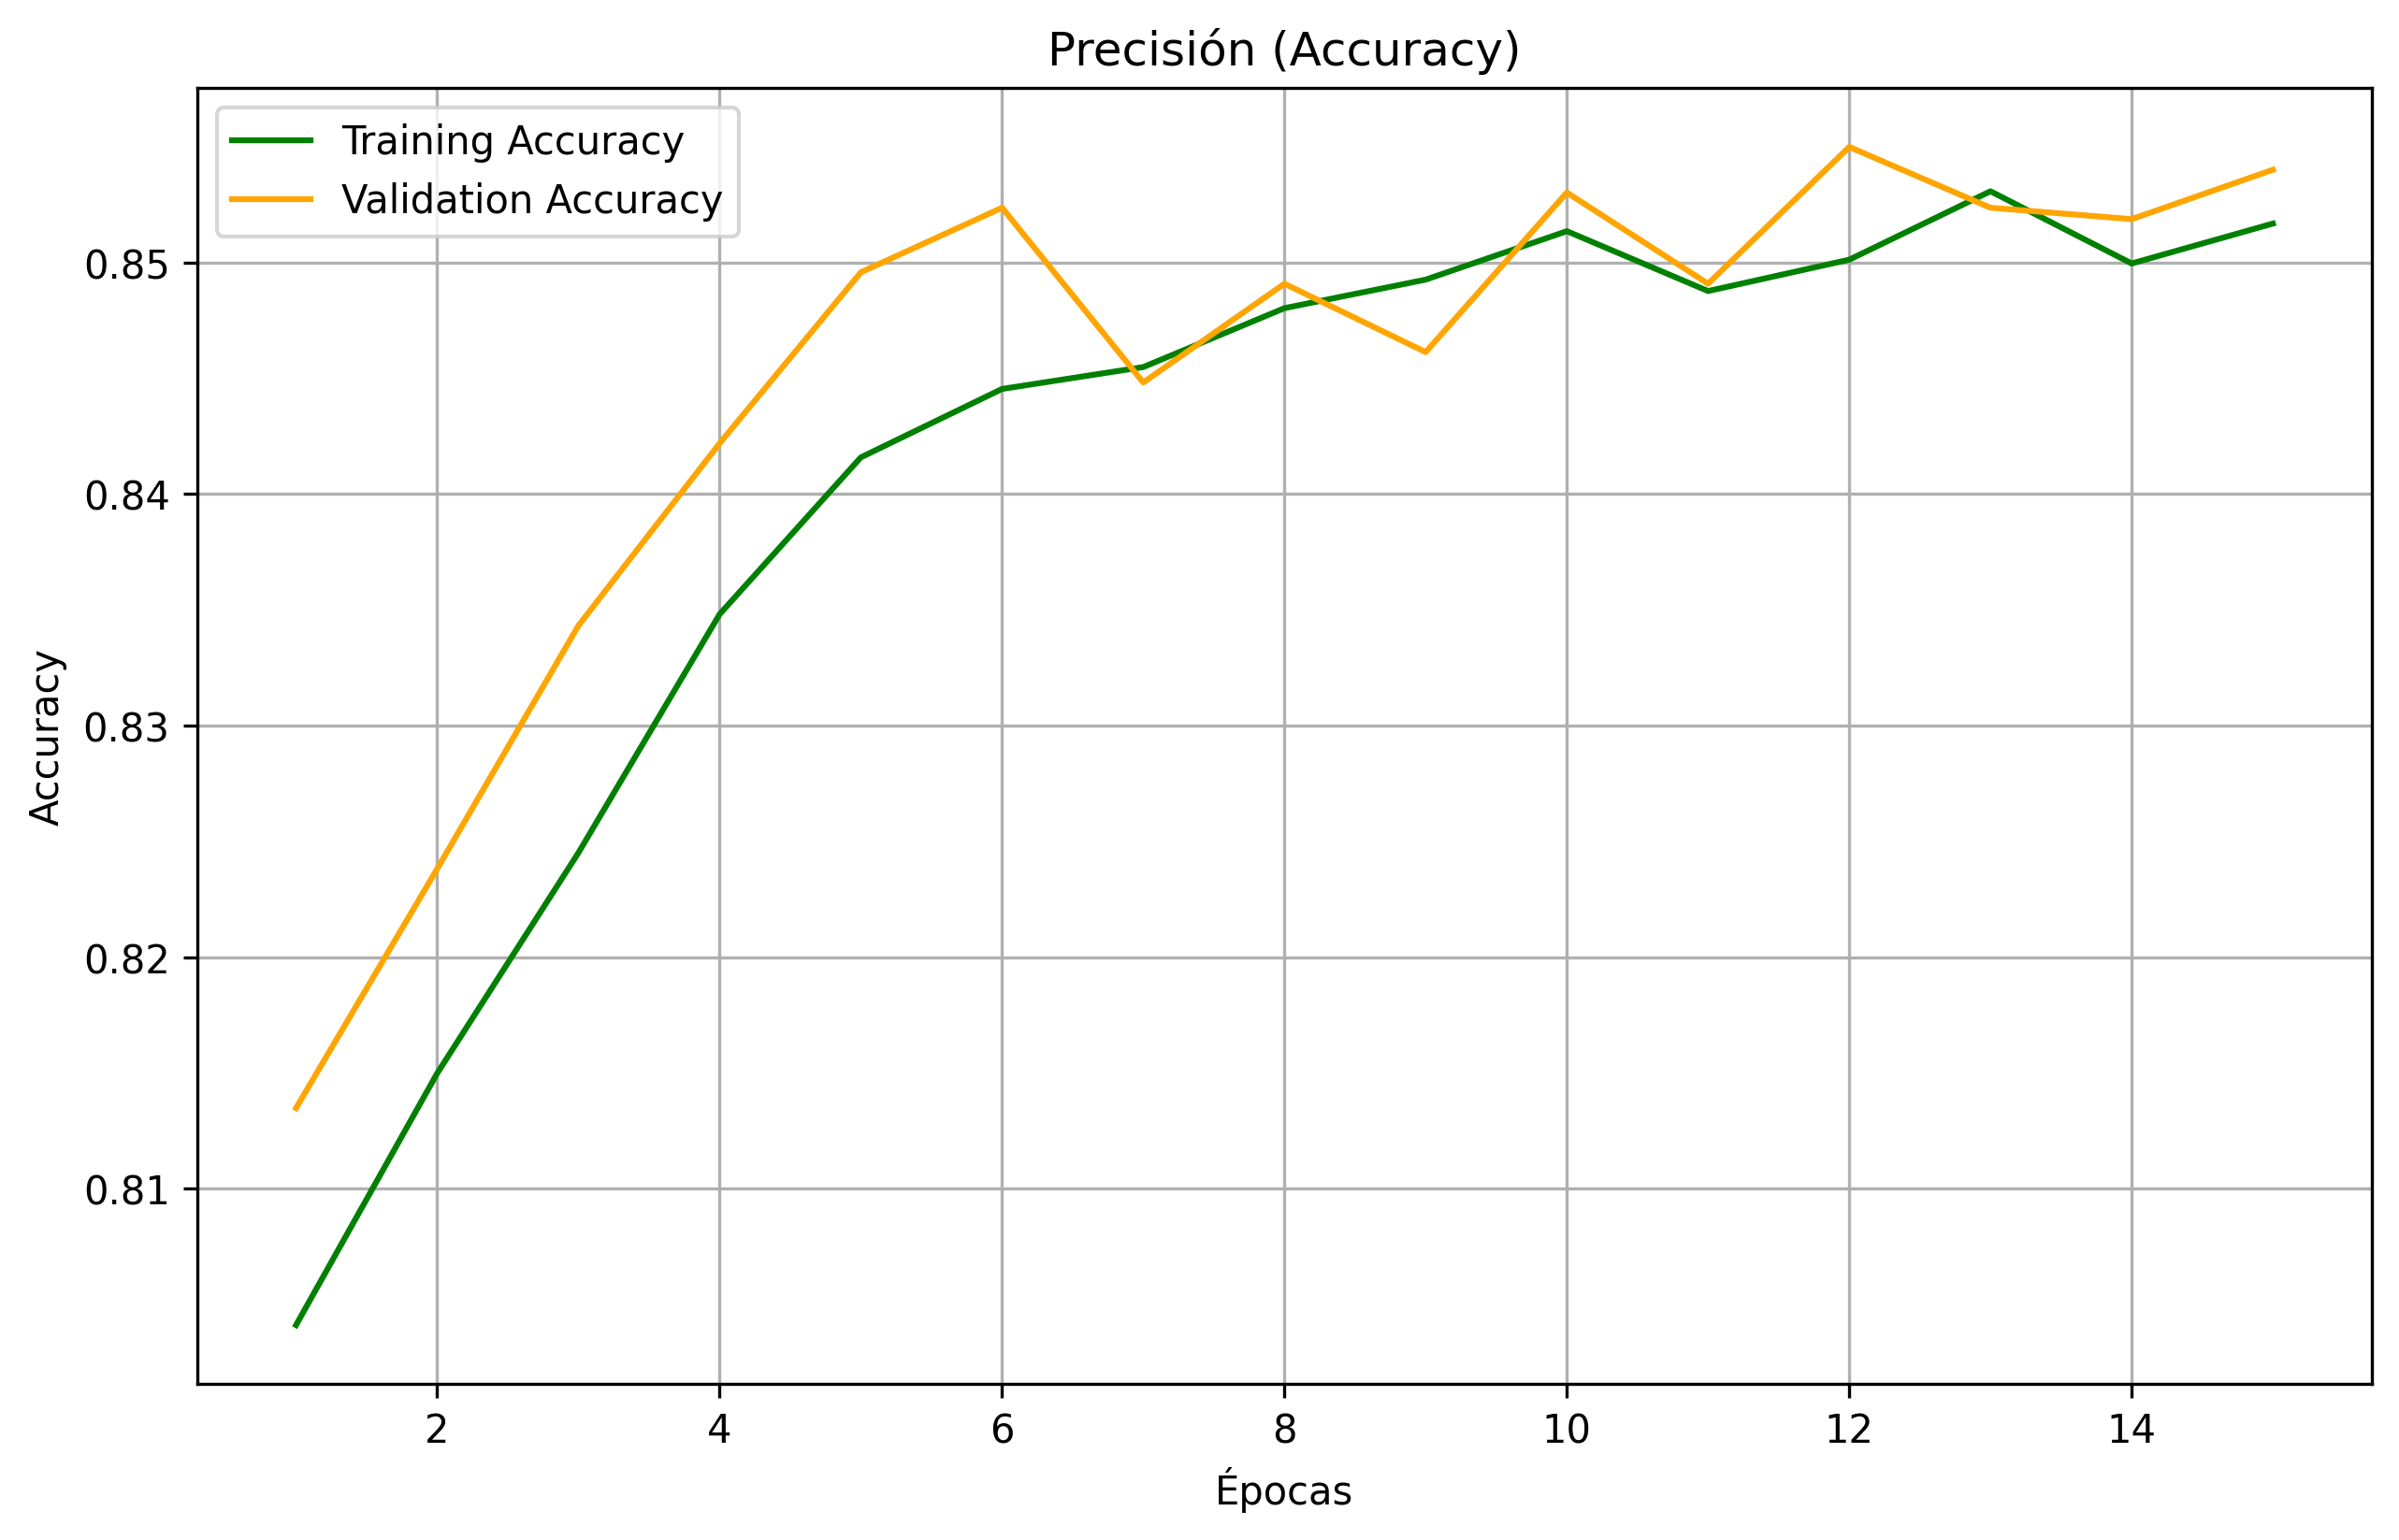 Precisión (Accuracy)
Training Accuracy
Validation Accuracy
0.85
0.84
0.83
0.82
0.81
Accuracy
2 4 6 8 10 12 14
Épocas